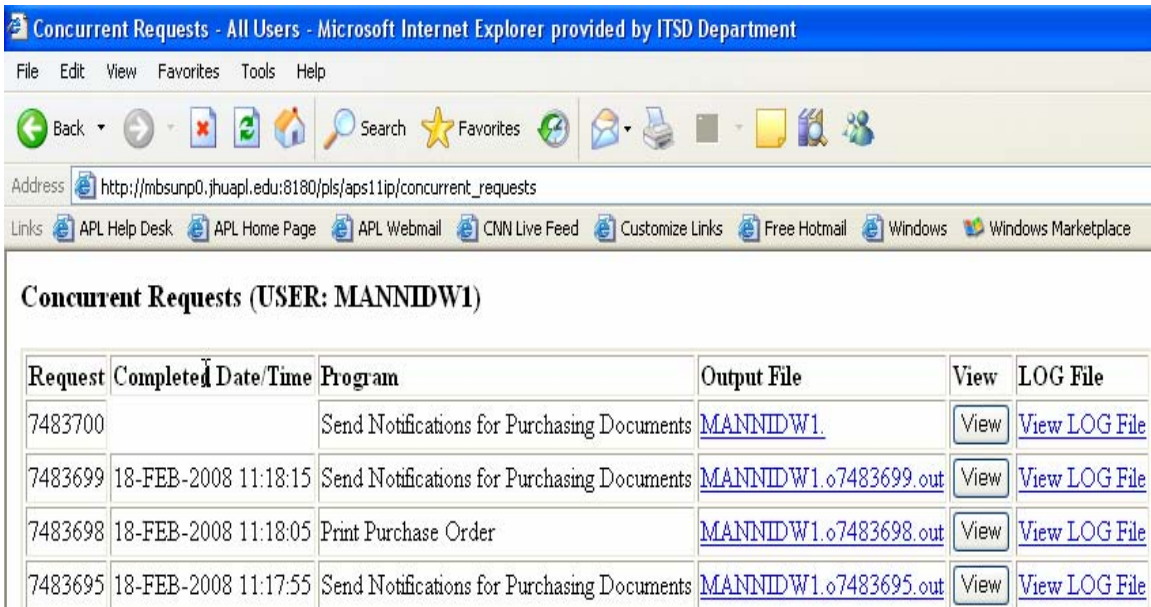 Concurrent Requests - All Users - Microsoft Internet Explorer provided by ITSD Department
File Edit View Favorites Tools Help
Back Search Favorites
Address http://mbsunp0.jhuapl.edu:8180/pls/aps11ip/concurrent_requests
Links APL Help Desk APL Home Page APL Webmail CNN Live Feed Customize Links Free Hotmail Windows Windows Marketplace
Concurrent Requests (USER: MANNIDW1)
Request Completed Date/Time Program Output File View LOG File
7483700 Send Notifications for Purchasing Documents MANNIDW1. View View LOG File
7483699 18-FEB-2008 11:18:15 Send Notifications for Purchasing Documents MANNIDW1.o7483699.out View View LOG File
7483698 18-FEB-2008 11:18:05 Print Purchase Order MANNIDW1.o7483698.out View View LOG File
7483695 18-FEB-2008 11:17:55 Send Notifications for Purchasing Documents MANNIDW1.o7483695.out View View LOG File